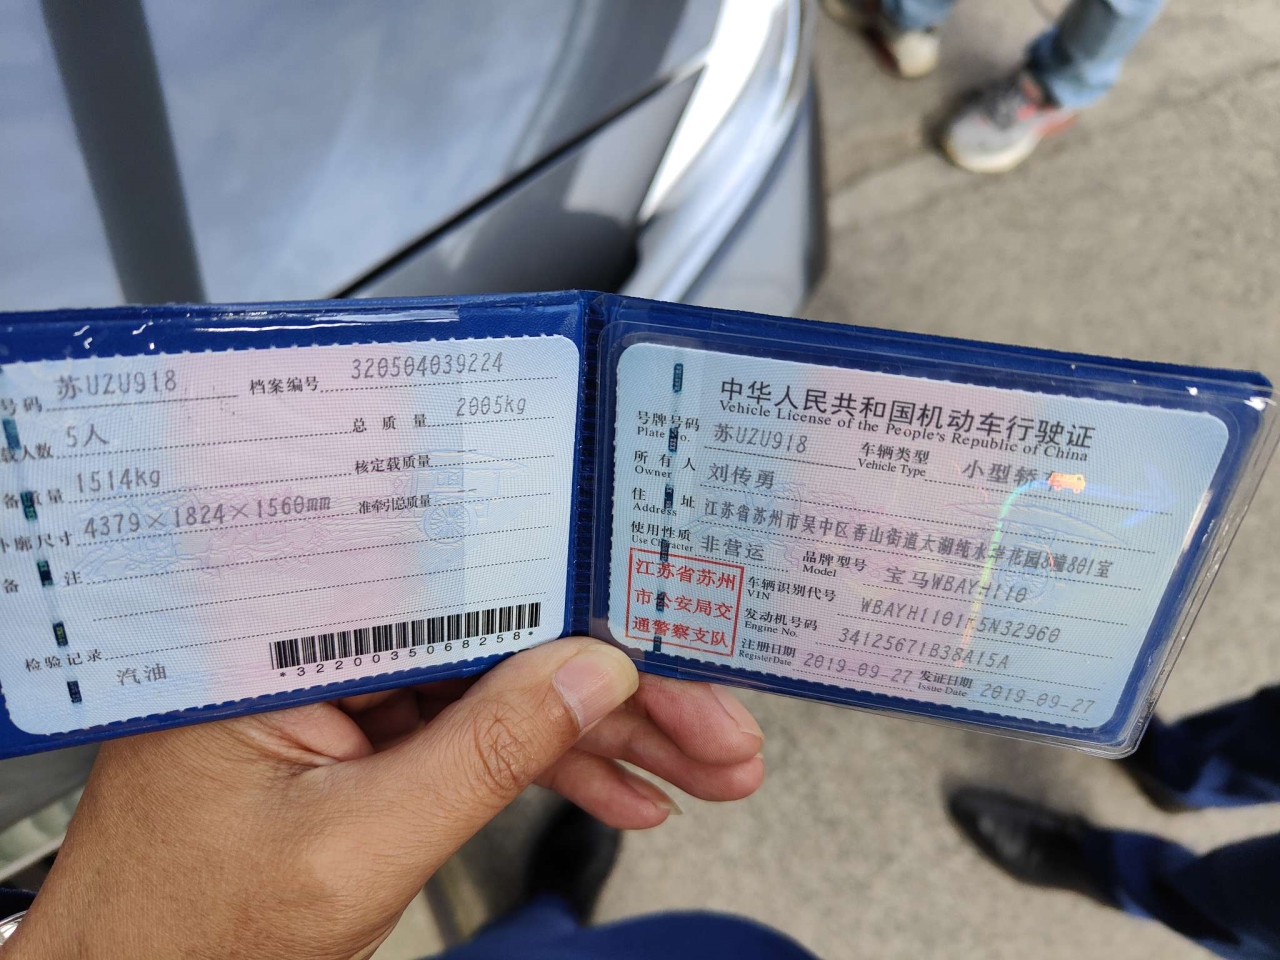 号码 苏UZU918 档案编号 320504039224
载人数 5人 总质量 2005kg
备质量 1514kg 核定载质量
外廓尺寸 4379×1824×1560mm 准牵引总质量
备注
检验记录
汽油
*3220035068258*
中华人民共和国机动车行驶证
Vehicle License of the People's Republic of China
号牌号码 苏UZU918 车辆类型 小型轿车
Plate No. Vehicle Type
所有人 刘传勇
Owner
住址 江苏省苏州市吴中区香山街道太湖纯水岸花园8幢801室
Address
使用性质 非营运 品牌型号 宝马WBAYH110
Use Character Model
江苏省苏州
市公安局交
通警察支队
车辆识别代号
VIN
发动机号码 34125671B38A15A
Engine No.
注册日期 2019-09-27 发证日期 2019-09-27
Register Date Issue Date